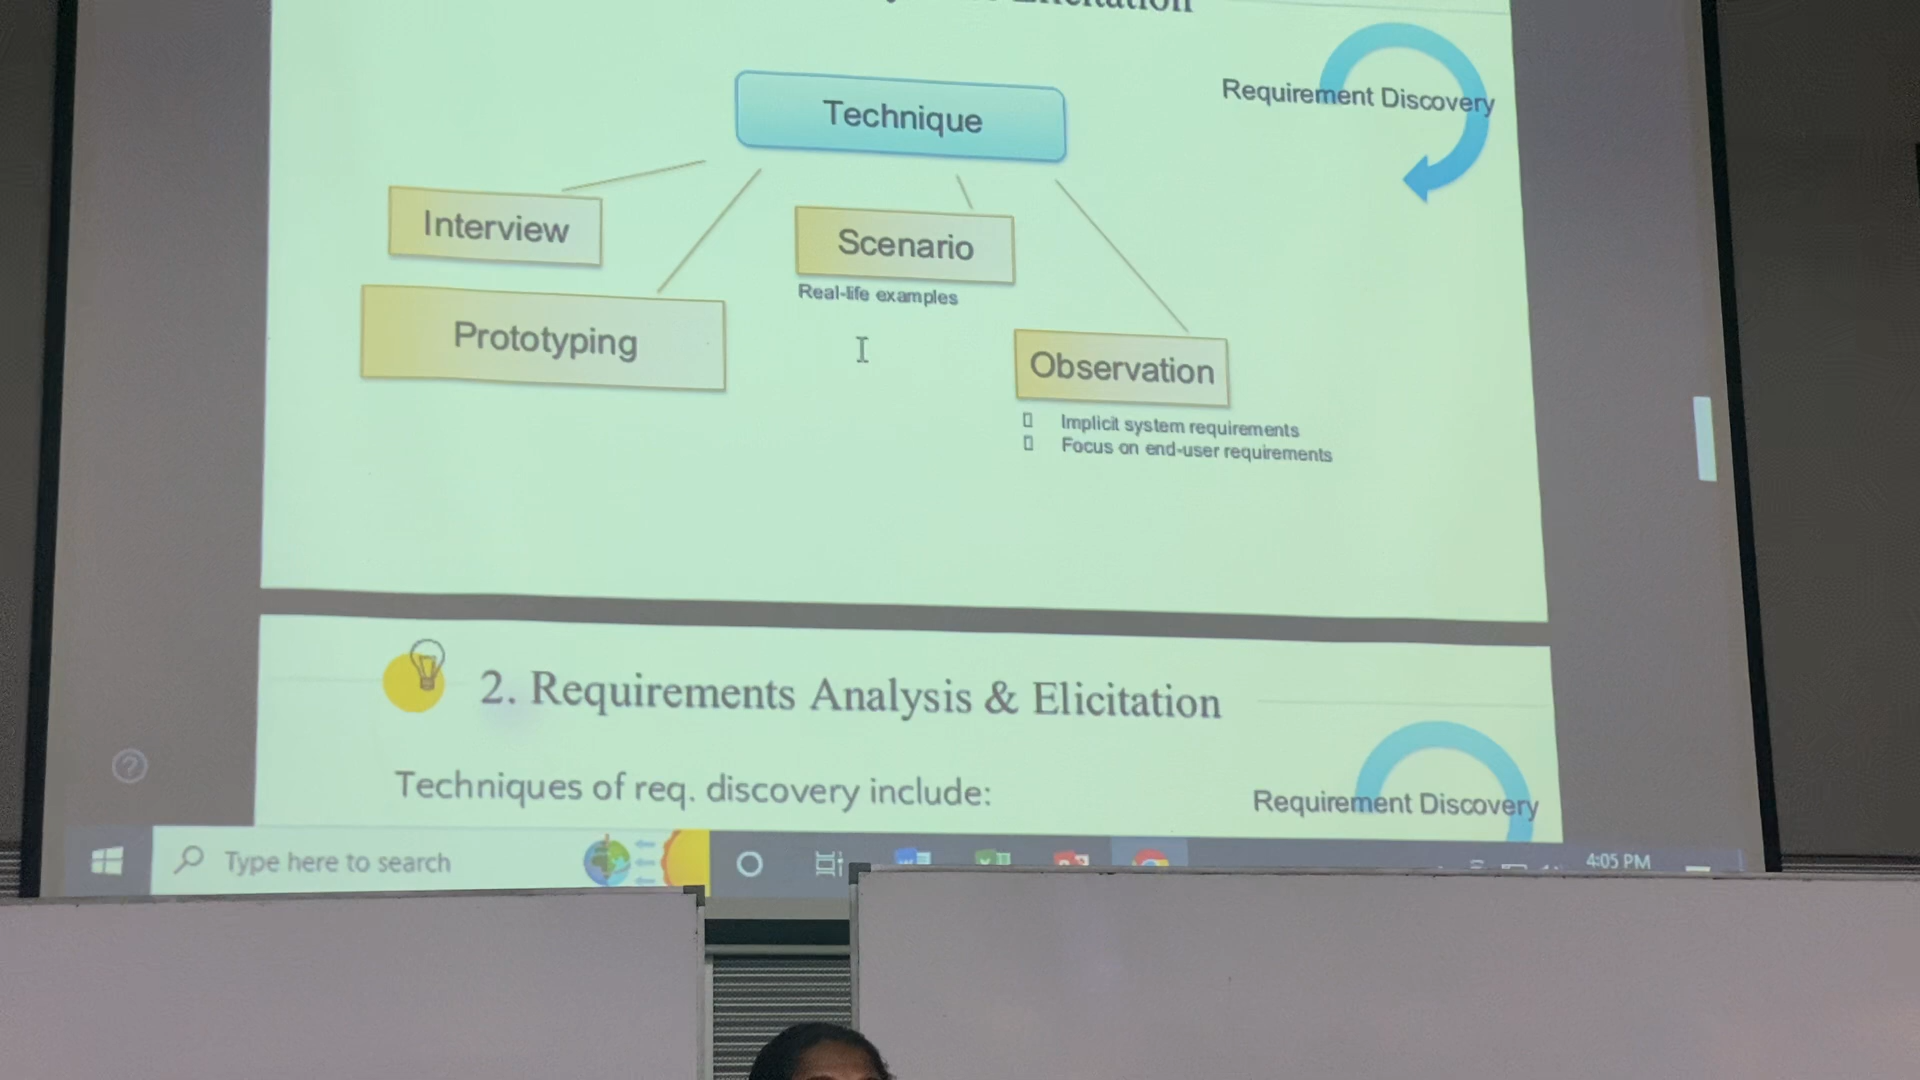 Elicitation
Requirement Discovery
Technique
Interview
Scenario
Real-life examples
Prototyping
Observation
Implicit system requirements
Focus on end-user requirements
2. Requirements Analysis & Elicitation
Techniques of req. discovery include:
Requirement Discovery
Type here to search
4:05 PM